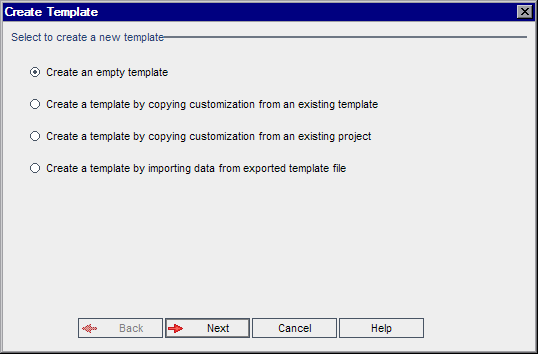 Create Template
Select to create a new template
Create an empty template
Create a template by copying customization from an existing template
Create a template by copying customization from an existing project
Create a template by importing data from exported template file
Back
Next
Cancel
Help